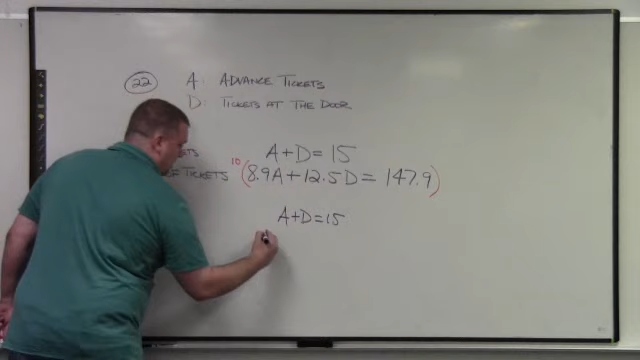 22 A: ADVANCE TICKETS
D: TICKETS AT THE DOOR
A+D=15
TICKETS 10(8.9A+12.5D=147.9)
A+D=15